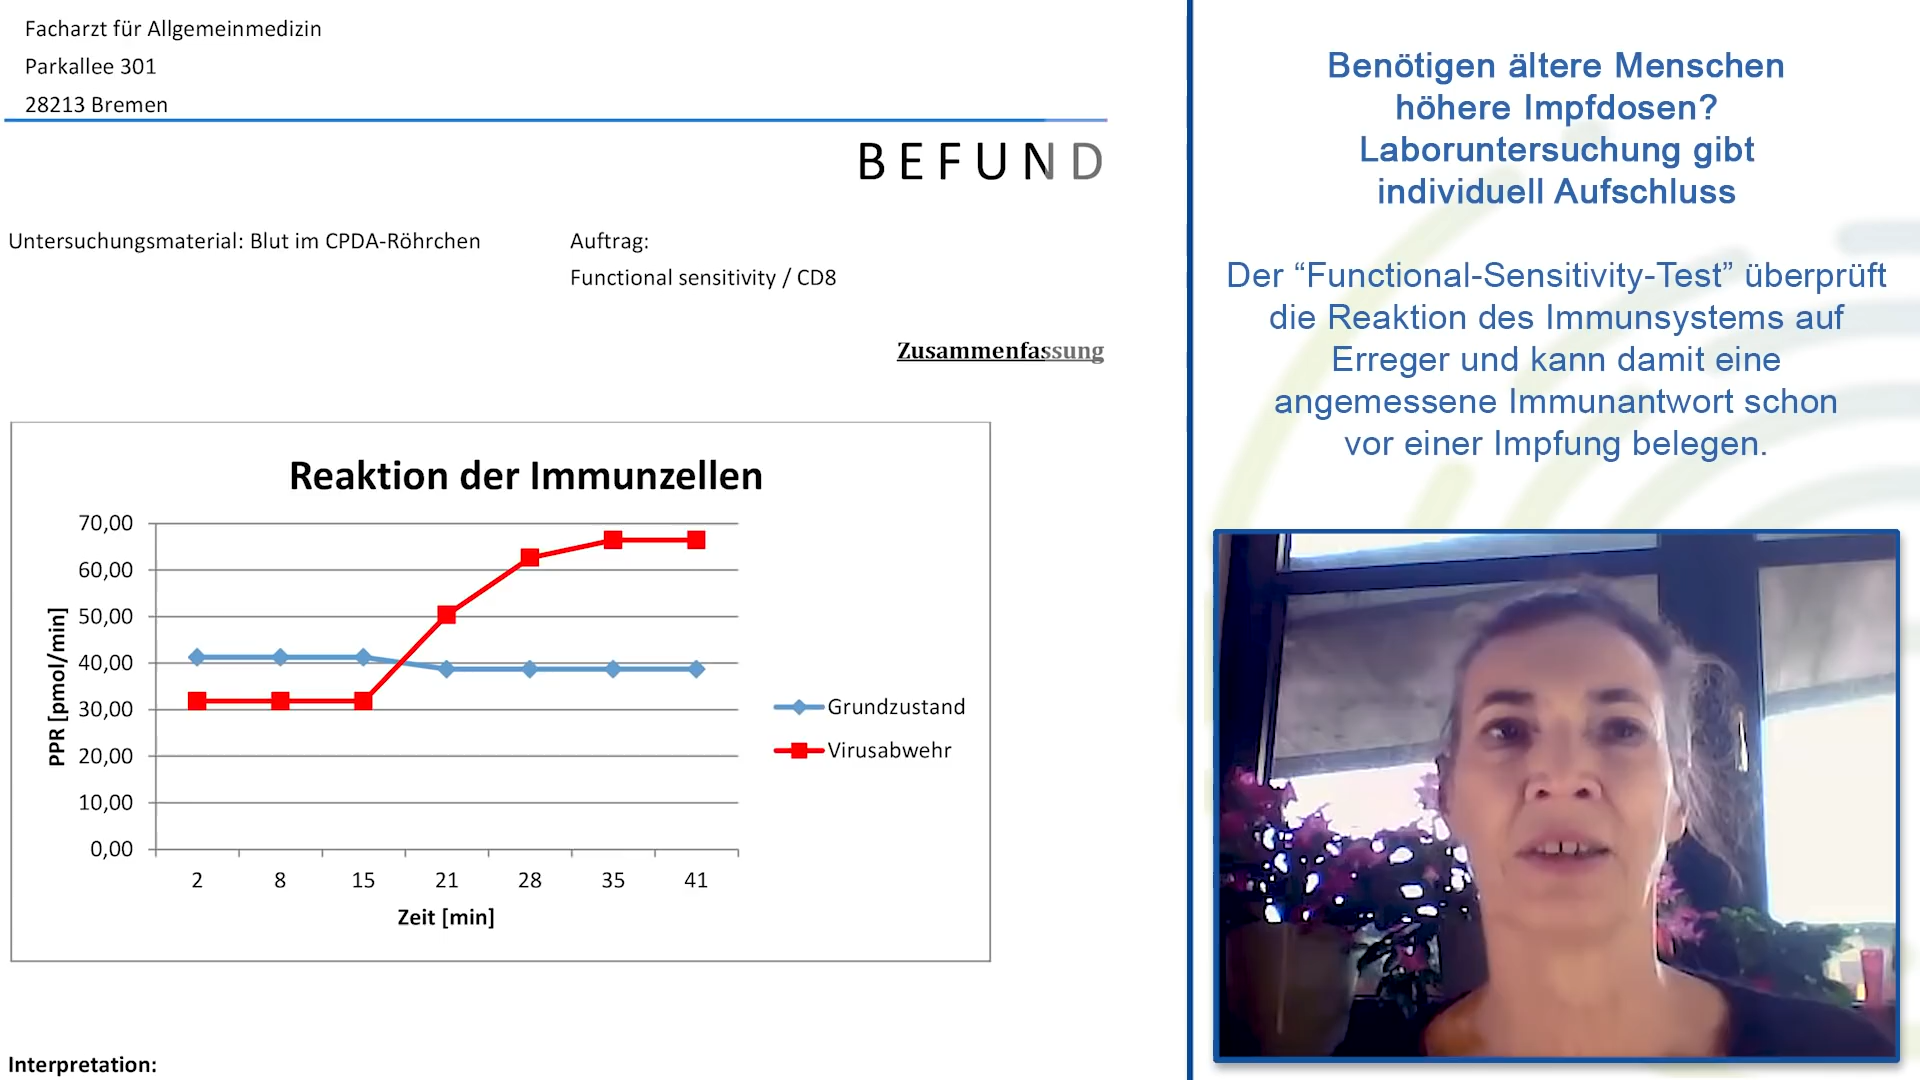 Facharzt für Allgemeinmedizin
Parkallee 301
28213 Bremen
BEFUND
Untersuchungsmaterial: Blut im CPDA-Röhrchen
Auftrag:
Functional sensitivity / CD8
Zusammenfassung
Reaktion der Immunzellen
70,00
60,00
50,00
40,00
30,00
20,00
10,00
0,00
PPR [pmol/min]
2 8 15 21 28 35 41
Zeit [min]
Grundzustand
Virusabwehr
Interpretation:
Benötigen ältere Menschen
höhere Impfdosen?
Laboruntersuchung gibt
individuell Aufschluss
Der “Functional-Sensitivity-Test” überprüft
die Reaktion des Immunsystems auf
Erreger und kann damit eine
angemessene Immunantwort schon
vor einer Impfung belegen.